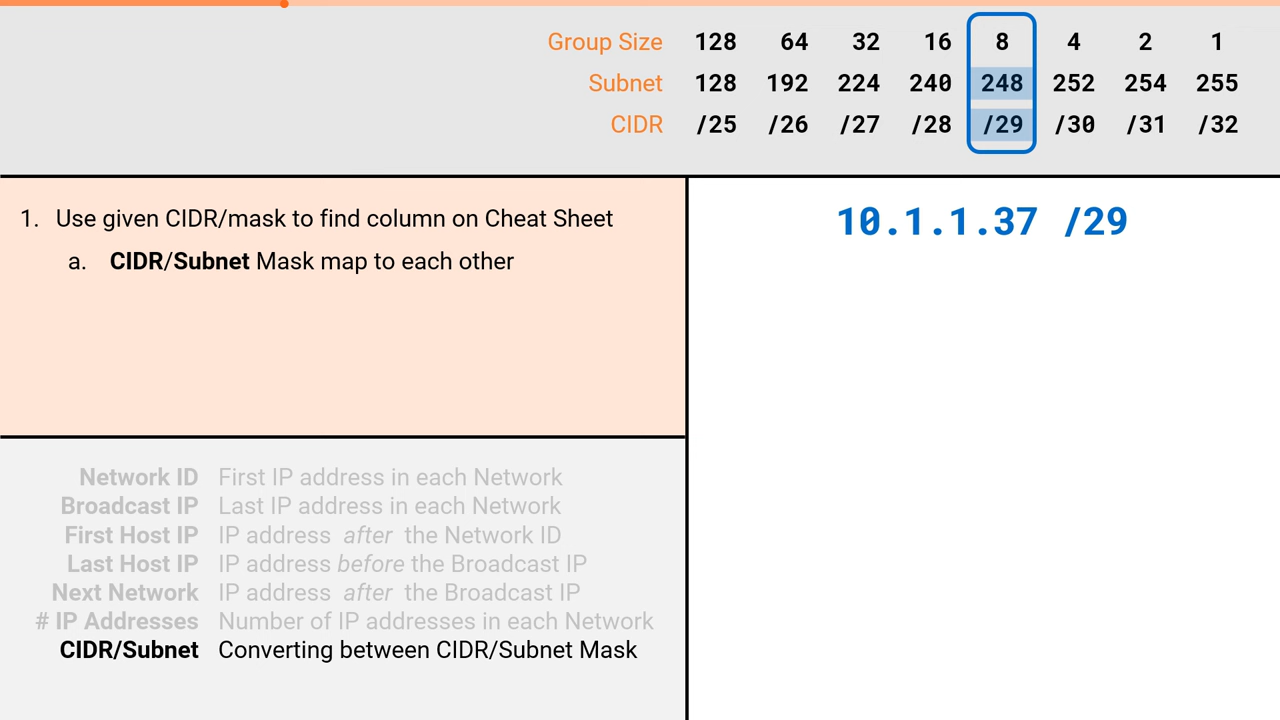 Group Size 128 64 32 16 8 4 2 1
Subnet 128 192 224 240 248 252 254 255
CIDR /25 /26 /27 /28 /29 /30 /31 /32
1. Use given CIDR/mask to find column on Cheat Sheet
a. CIDR/Subnet Mask map to each other
10.1.1.37 /29
Network ID First IP address in each Network
Broadcast IP Last IP address in each Network
First Host IP IP address after the Network ID
Last Host IP IP address before the Broadcast IP
Next Network IP address after the Broadcast IP
# IP Addresses Number of IP addresses in each Network
CIDR/Subnet Converting between CIDR/Subnet Mask